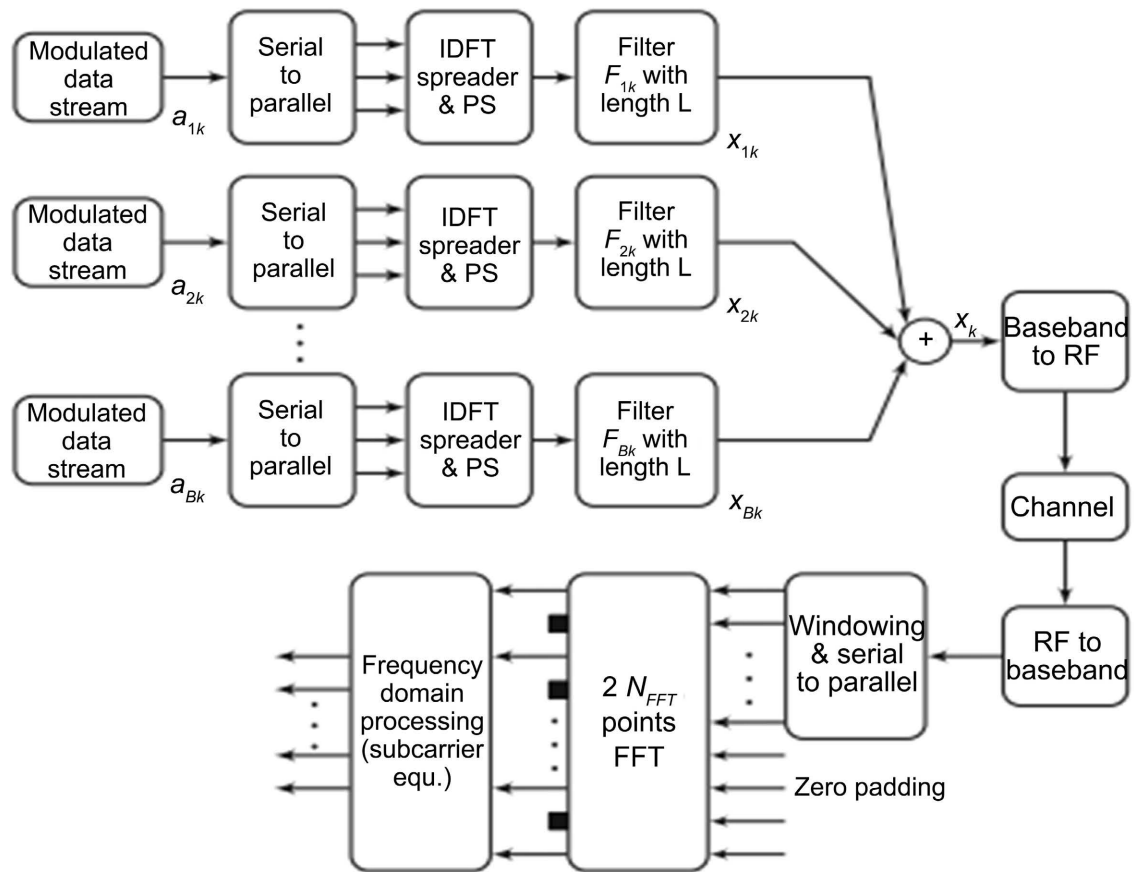 Modulated
data
stream
a1k
Serial
to
parallel
IDFT
spreader
& PS
Filter
F1k with
length L
x1k
Modulated
data
stream
a2k
Serial
to
parallel
IDFT
spreader
& PS
Filter
F2k with
length L
x2k
Modulated
data
stream
aBk
Serial
to
parallel
IDFT
spreader
& PS
Filter
FBk with
length L
xBk
+
xk
Baseband
to RF
Channel
RF to
baseband
Windowing
& serial
to parallel
Zero padding
2 NFFT
points
FFT
Frequency
domain
processing
(subcarrier
equ.)